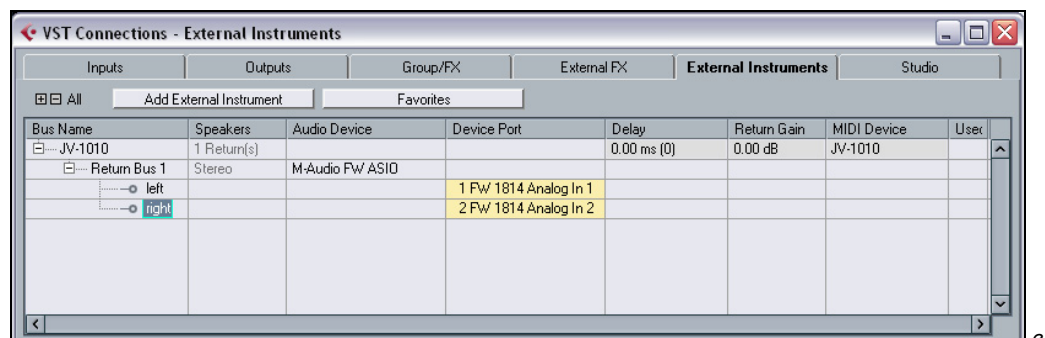 VST Connections - External Instruments
Inputs Outputs Group/FX External FX External Instruments Studio
All Add External Instrument Favorites
Bus Name Speakers Audio Device Device Port Delay Return Gain MIDI Device Used
JV-1010 1 Return(s) 0.00 ms (0) 0.00 dB JV-1010
Return Bus 1 Stereo M-Audio FW ASIO
left 1 FW 1814 Analog In 1
right 2 FW 1814 Analog In 2